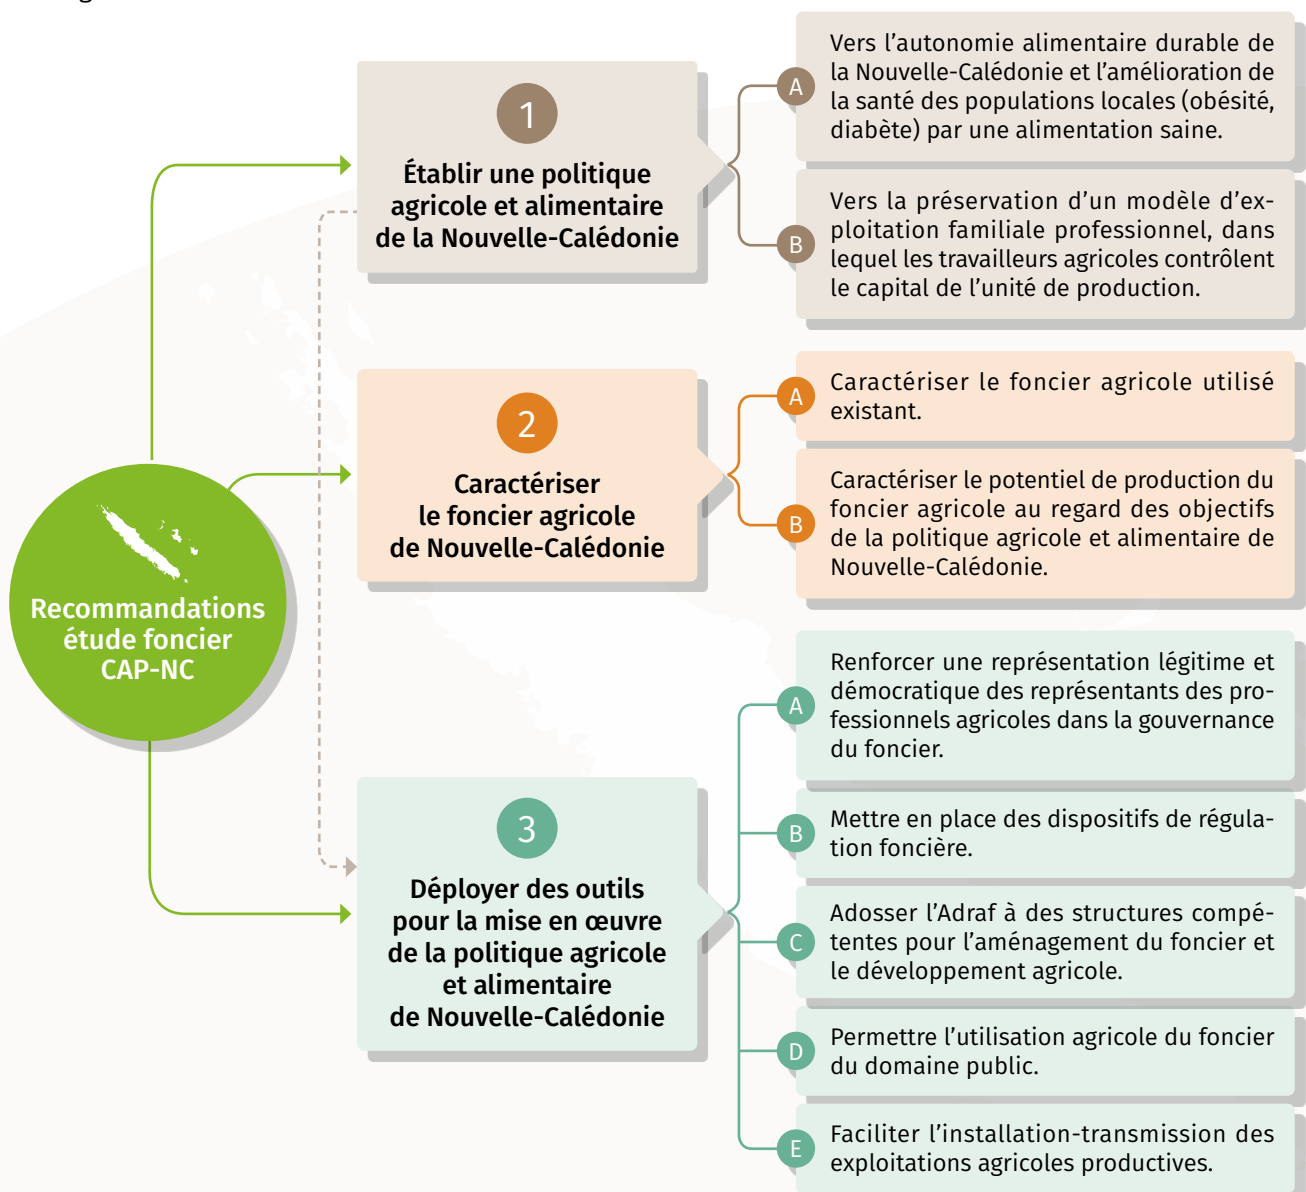 Recommandations
étude foncier
CAP-NC
1
Établir une politique
agricole et alimentaire
de la Nouvelle-Calédonie
A
Vers l’autonomie alimentaire durable de
la Nouvelle-Calédonie et l’amélioration de
la santé des populations locales (obésité,
diabète) par une alimentation saine.
B
Vers la préservation d’un modèle d’ex-
ploitation familiale professionnel, dans
lequel les travailleurs agricoles contrôlent
le capital de l’unité de production.
2
Caractériser
le foncier agricole
de Nouvelle-Calédonie
A
Caractériser le foncier agricole utilisé
existant.
B
Caractériser le potentiel de production du
foncier agricole au regard des objectifs
de la politique agricole et alimentaire de
Nouvelle-Calédonie.
3
Déployer des outils
pour la mise en œuvre
de la politique agricole
et alimentaire
de Nouvelle-Calédonie
A
Renforcer une représentation légitime et
démocratique des représentants des pro-
fessionnels agricoles dans la gouvernance
du foncier.
B
Mettre en place des dispositifs de régula-
tion foncière.
C
Adosser l’Adraf à des structures compé-
tentes pour l’aménagement du foncier et
le développement agricole.
D
Permettre l’utilisation agricole du foncier
du domaine public.
E
Faciliter l’installation-transmission des
exploitations agricoles productives.